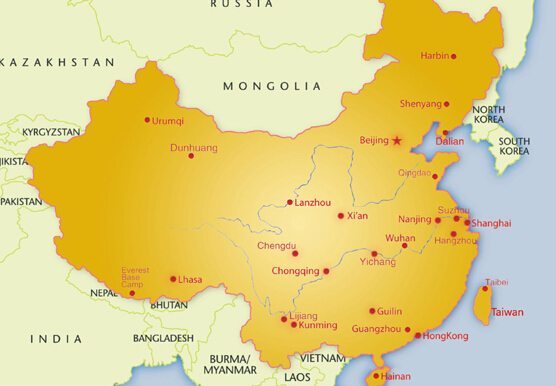 RUSSIA
KAZAKHSTAN
MONGOLIA
Harbin
Shenyang
NORTH
KOREA
Urumqi
KYRGYZSTAN
Beijing
Dalian
SOUTH
KOREA
Dunhuang
JIKISTA
Qingdao
PAKISTAN
Lanzhou
Xi'an
Suzhou
Nanjing
Shanghai
Wuhan
Hangzhou
Chengdu
Yichang
Chongqing
Everest
Base
Camp
Lhasa
Taibei
NEPAL
BHUTAN
Lijiang
Guilin
Taiwan
Kunming
Guangzhou
HongKong
INDIA
BANGLADESH
BURMA/
MYANMAR
VIETNAM
LAOS
Hainan